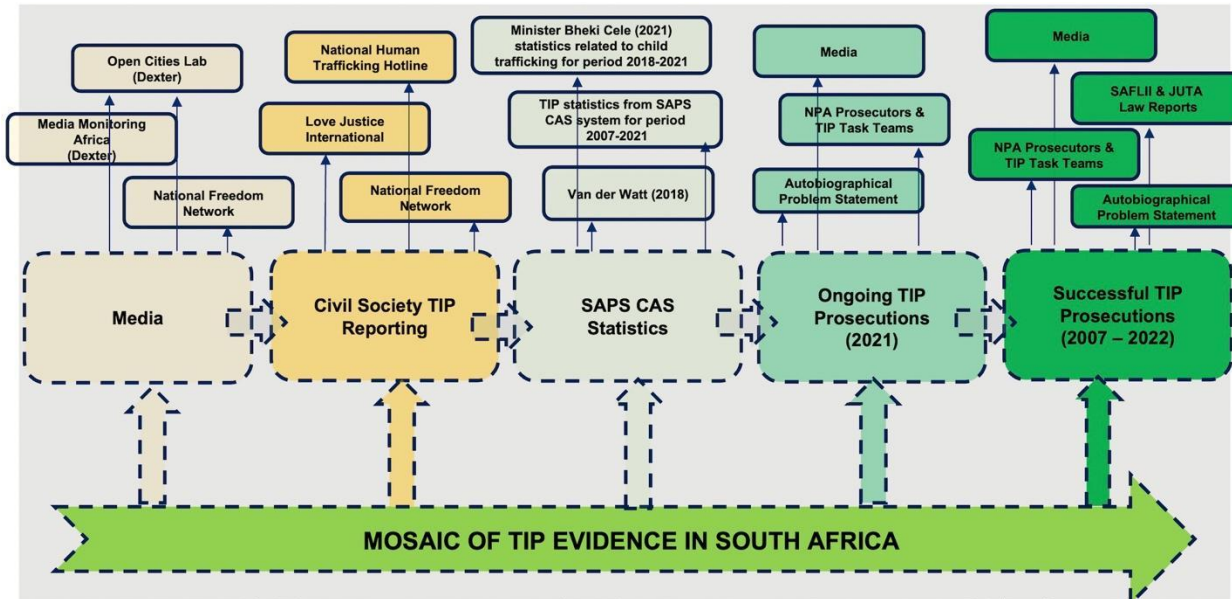 Open Cities Lab
(Dexter)
Media Monitoring
Africa
(Dexter)
National Freedom
Network
National Human
Trafficking Hotline
Love Justice
International
National Freedom
Network
Minister Bheki Cele (2021)
statistics related to child
trafficking for period 2018-2021
TIP statistics from SAPS
CAS system for period
2007-2021
Van der Watt (2018)
Media
NPA Prosecutors &
TIP Task Teams
Autobiographical
Problem Statement
Media
SAFLII & JUTA
Law Reports
NPA Prosecutors &
TIP Task Teams
Autobiographical
Problem Statement
Media
Civil Society TIP
Reporting
SAPS CAS
Statistics
Ongoing TIP
Prosecutions
(2021)
Successful TIP
Prosecutions
(2007 – 2022)
MOSAIC OF TIP EVIDENCE IN SOUTH AFRICA